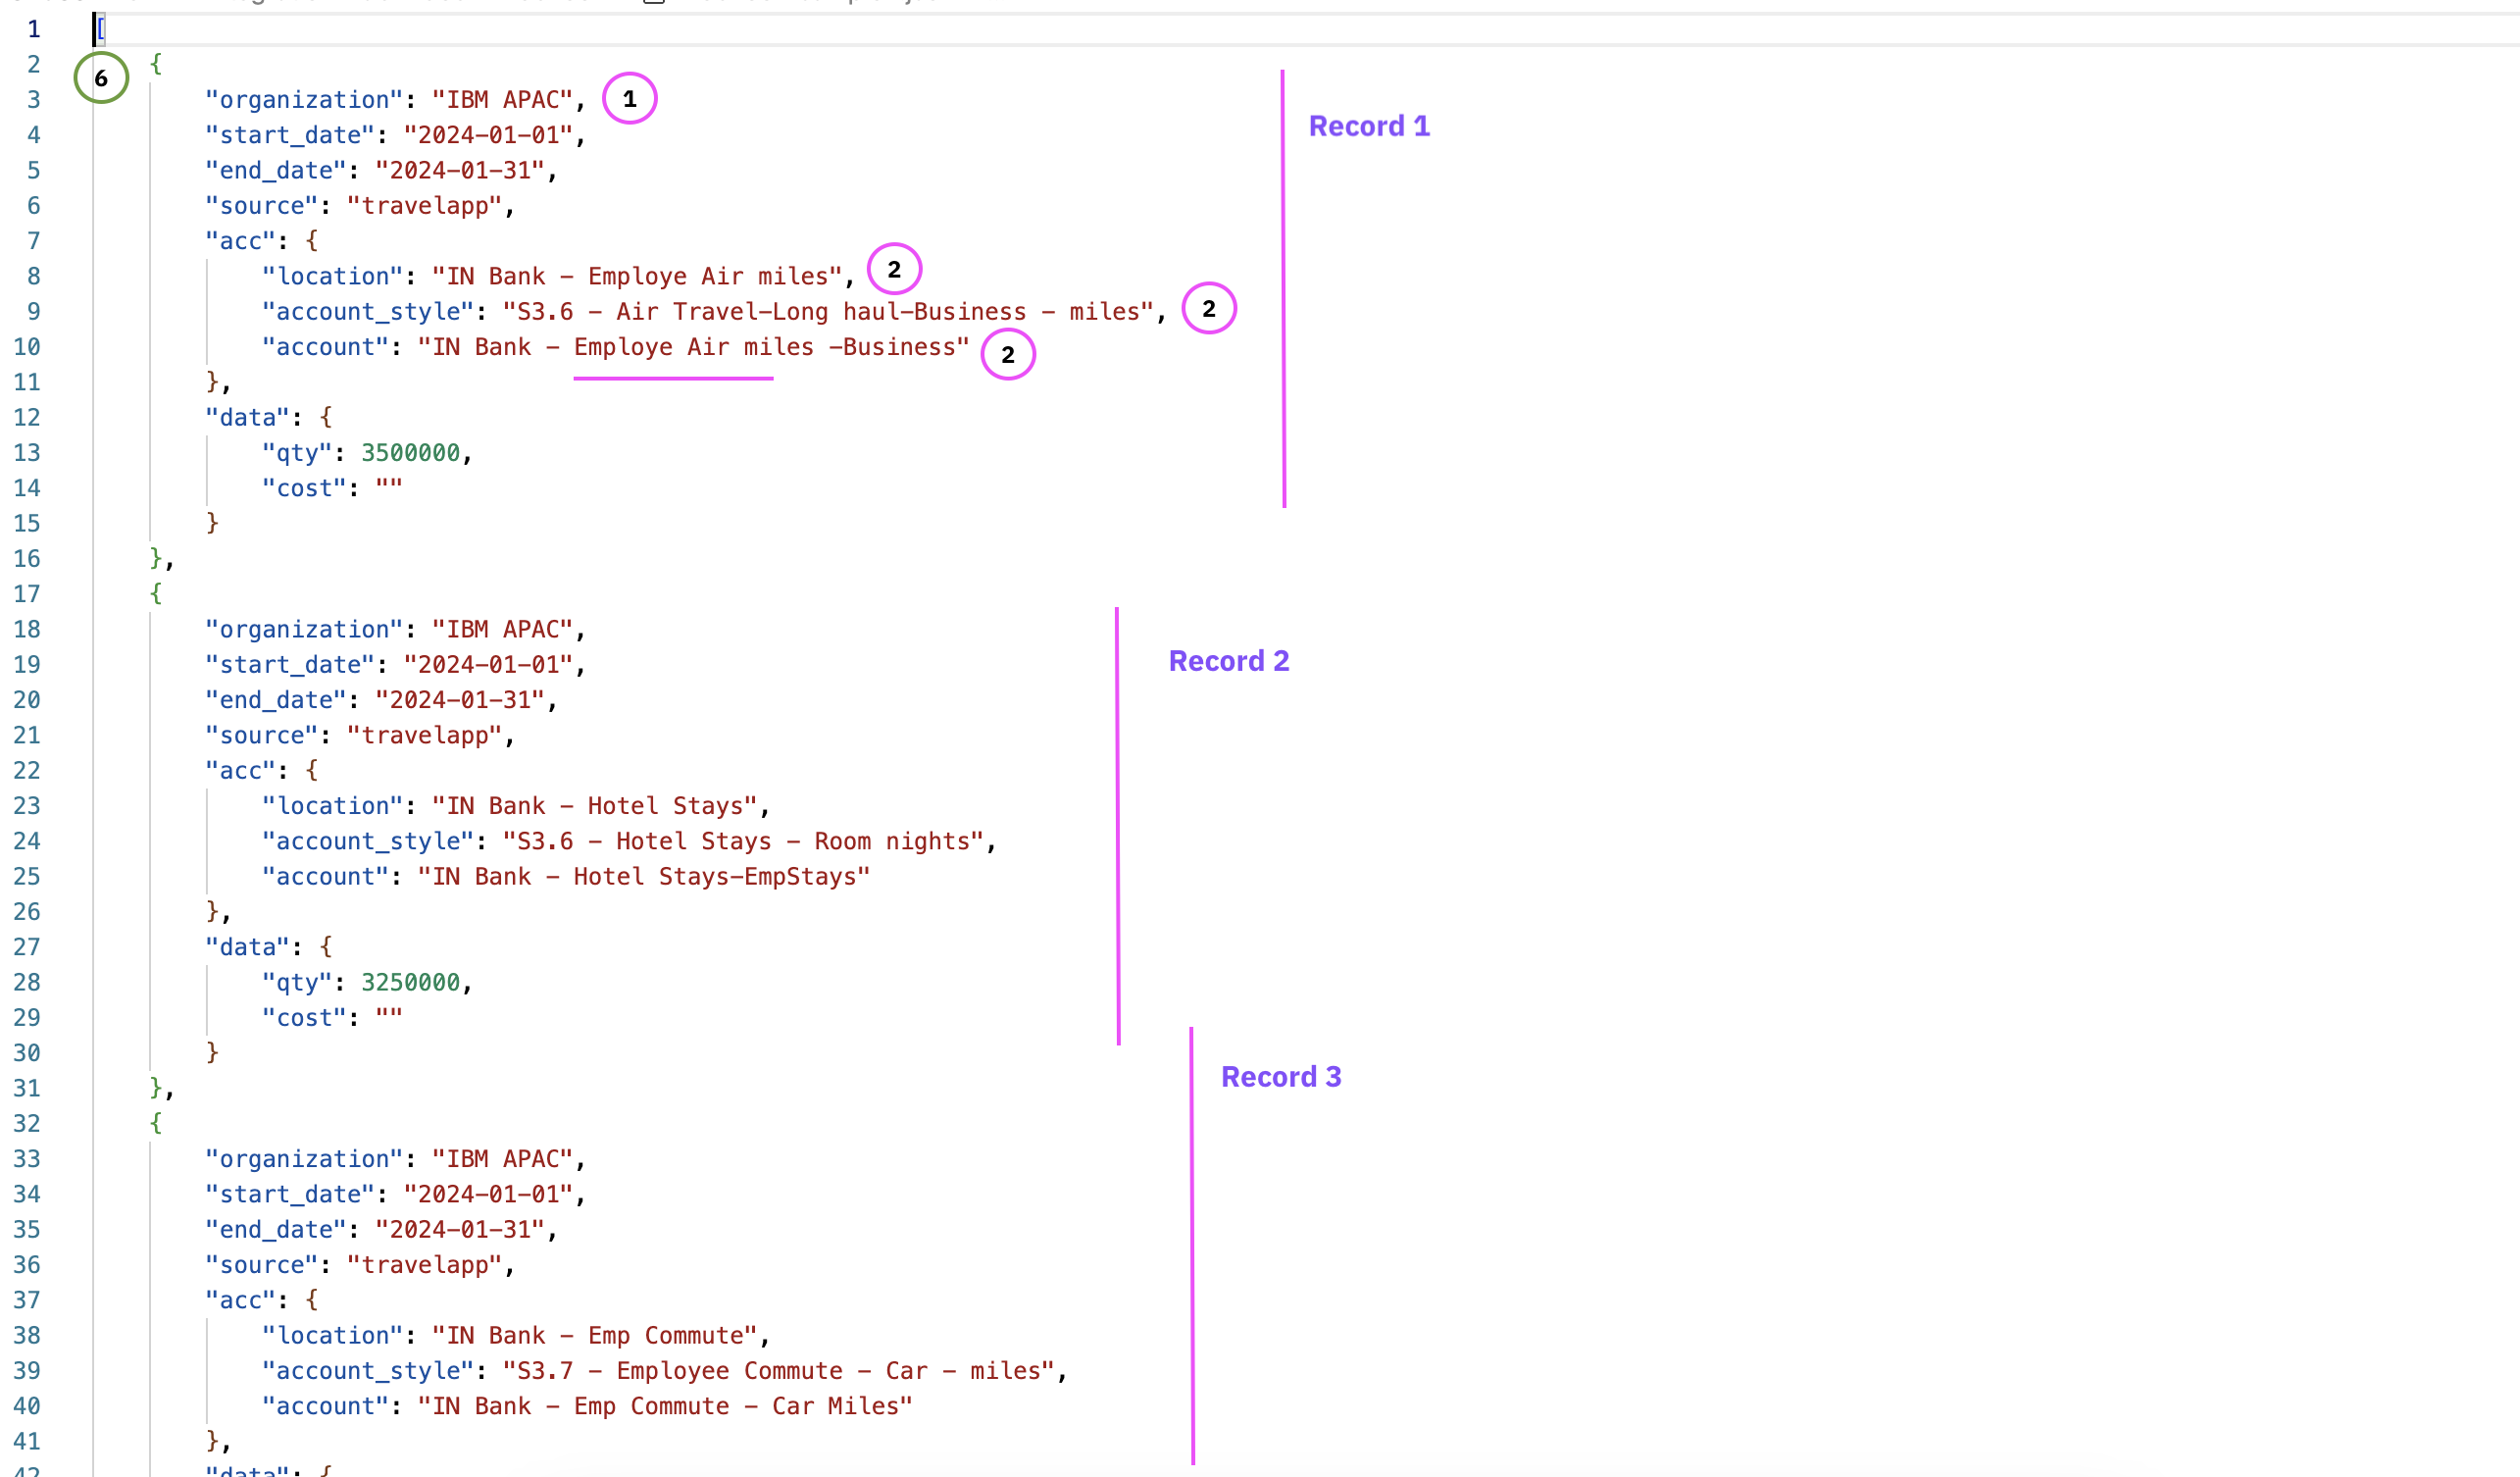 1 [
2 {
6
3 "organization": "IBM APAC", 1
Record 1
4 "start_date": "2024-01-01",
5 "end_date": "2024-01-31",
6 "source": "travelapp",
7 "acc": {
8 "location": "IN Bank - Employe Air miles", 2
9 "account_style": "S3.6 - Air Travel-Long haul-Business - miles", 2
10 "account": "IN Bank - Employe Air miles -Business" 2
11 },
12 "data": {
13 "qty": 3500000,
14 "cost": ""
15 }
16 },
17 {
18 "organization": "IBM APAC",
19 "start_date": "2024-01-01",
Record 2
20 "end_date": "2024-01-31",
21 "source": "travelapp",
22 "acc": {
23 "location": "IN Bank - Hotel Stays",
24 "account_style": "S3.6 - Hotel Stays - Room nights",
25 "account": "IN Bank - Hotel Stays-EmpStays"
26 },
27 "data": {
28 "qty": 3250000,
29 "cost": ""
30 }
31 },
Record 3
32 {
33 "organization": "IBM APAC",
34 "start_date": "2024-01-01",
35 "end_date": "2024-01-31",
36 "source": "travelapp",
37 "acc": {
38 "location": "IN Bank - Emp Commute",
39 "account_style": "S3.7 - Employee Commute - Car - miles",
40 "account": "IN Bank - Emp Commute - Car Miles"
41 },
42 "data": {